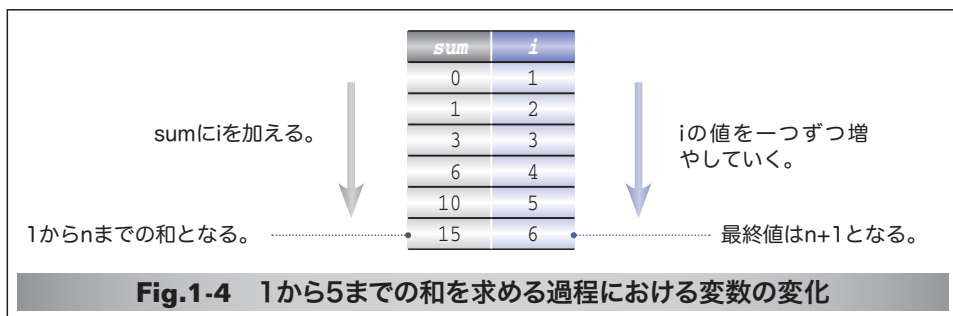 sum i
0 1
1 2
3 3
6 4
10 5
15 6
sumにiを加える。
iの値を一つずつ増
やしていく。
1からnまでの和となる。
最終値はn+1となる。
Fig.1-4 1から5までの和を求める過程における変数の変化